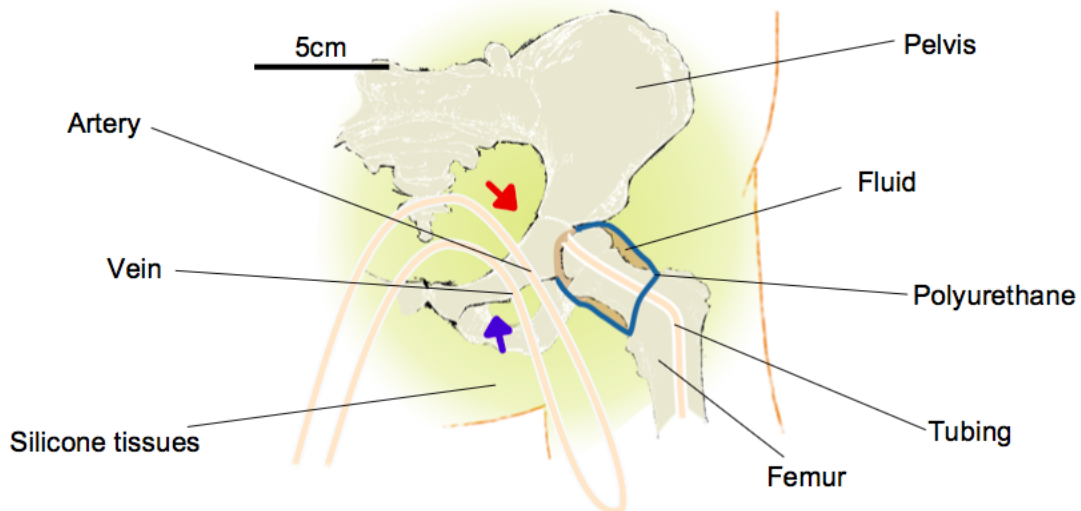 5cm
Pelvis
Artery
Fluid
Vein
Polyurethane
Silicone tissues
Tubing
Femur